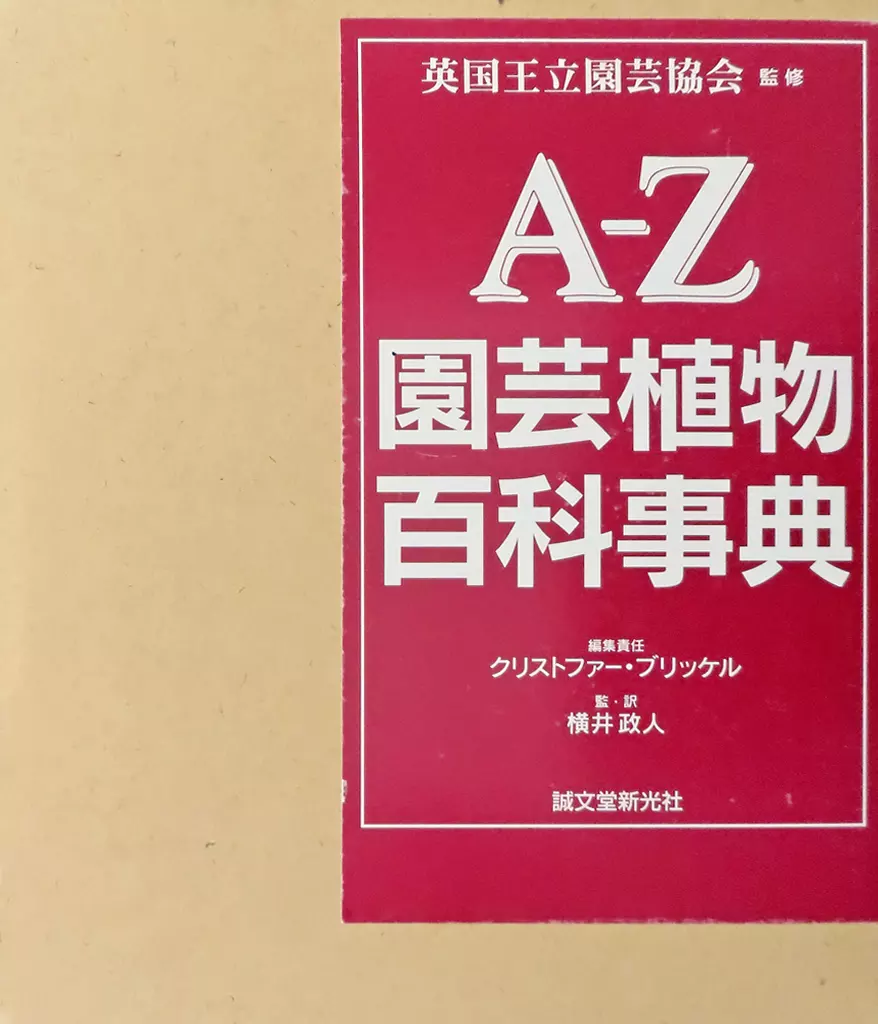 英国王立園芸協会 監修
A-Z
園芸植物
百科事典
編集責任
クリストファー・ブリッケル
監・訳
横井 政人
誠文堂新光社